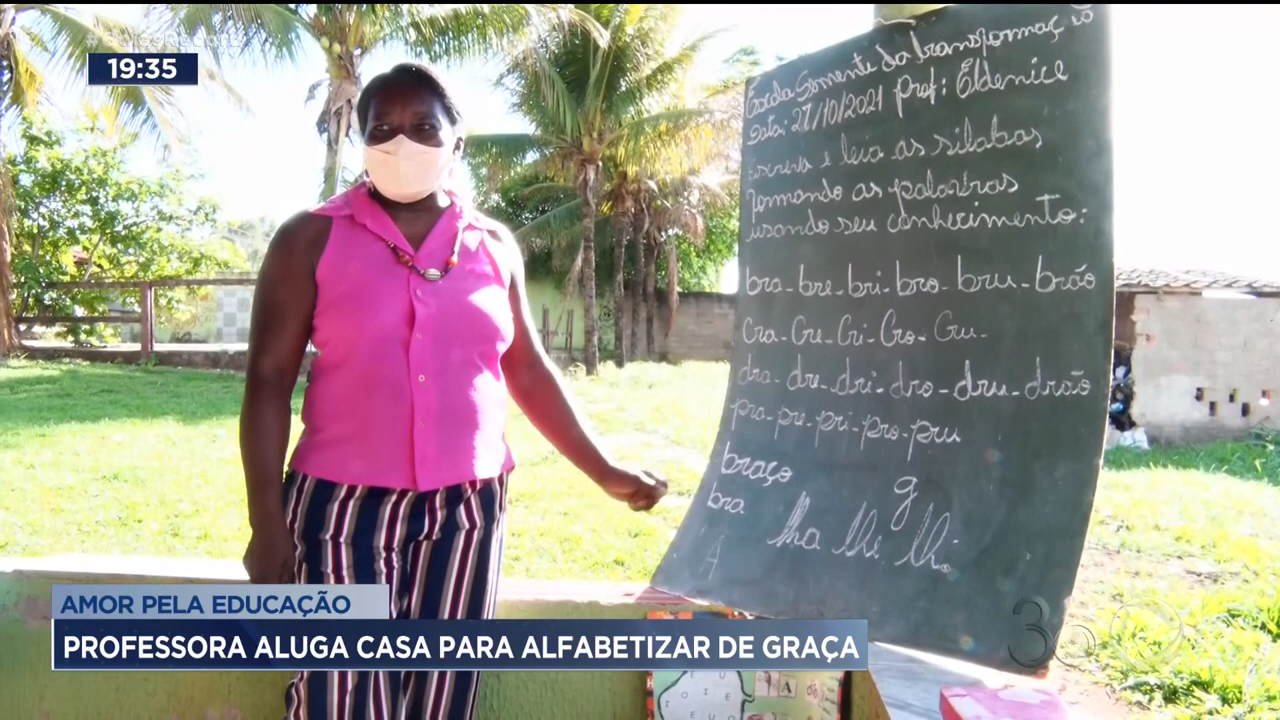 19:35
Escola Semente da transformação
Data: 27/10/2021 Prof: Eldenice
Escreva e leia as silabas
formando as palavras
usando seu conhecimento:
bra-bre-bri-bro-bru-brão
Cra-Cre-Cri-Cro-Cru-
dra-dre-dri-dro-dru-drão
pra-pre-pri-pro-pru
braço
bra
g
lha lhe lhi
A
AMOR PELA EDUCAÇÃO
PROFESSORA ALUGA CASA PARA ALFABETIZAR DE GRAÇA
30